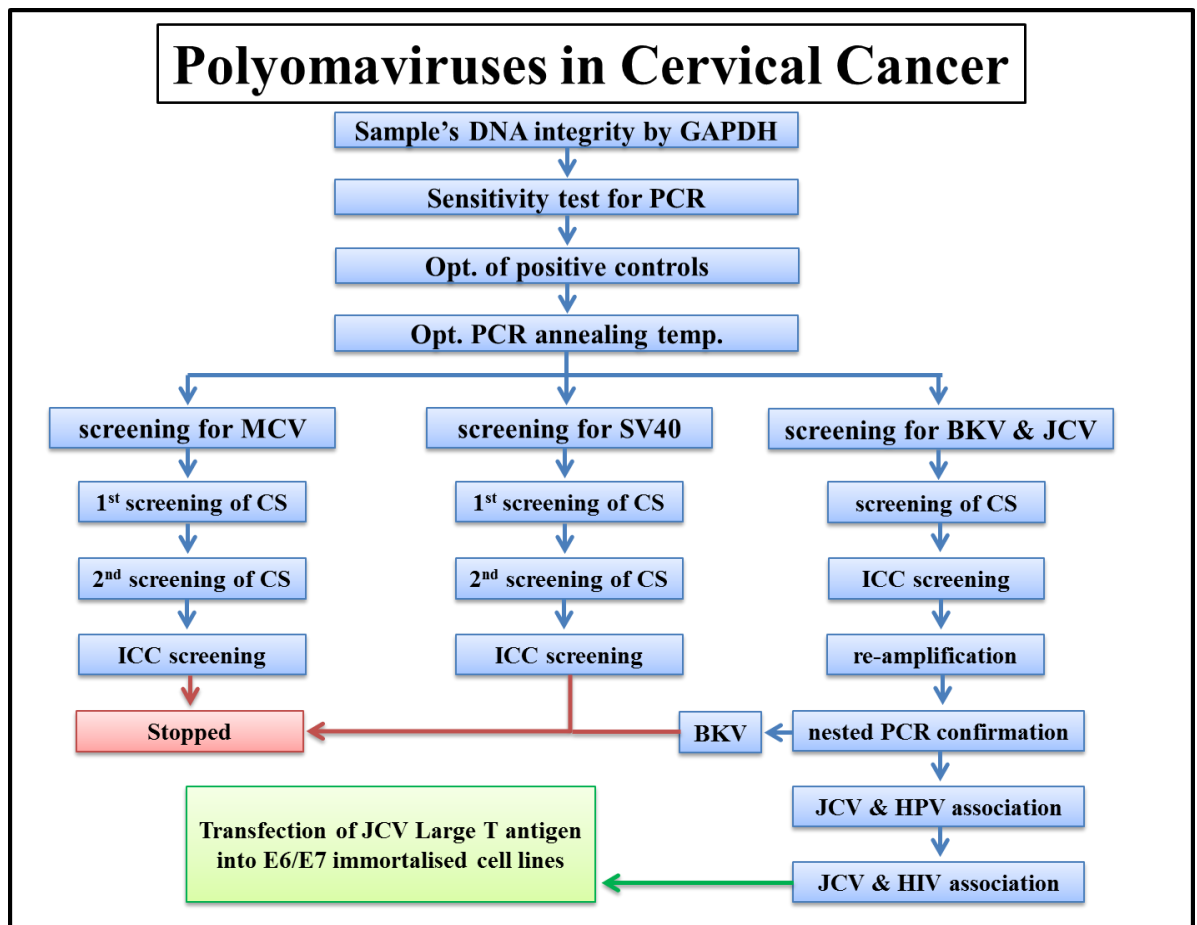 Polyomaviruses in Cervical Cancer
Sample's DNA integrity by GAPDH
Sensitivity test for PCR
Opt. of positive controls
Opt. PCR annealing temp.
screening for MCV
screening for SV40
screening for BKV & JCV
1st screening of CS
1st screening of CS
screening of CS
2nd screening of CS
2nd screening of CS
ICC screening
ICC screening
ICC screening
re-amplification
Stopped
BKV
nested PCR confirmation
JCV & HPV association
Transfection of JCV Large T antigen
into E6/E7 immortalised cell lines
JCV & HIV association